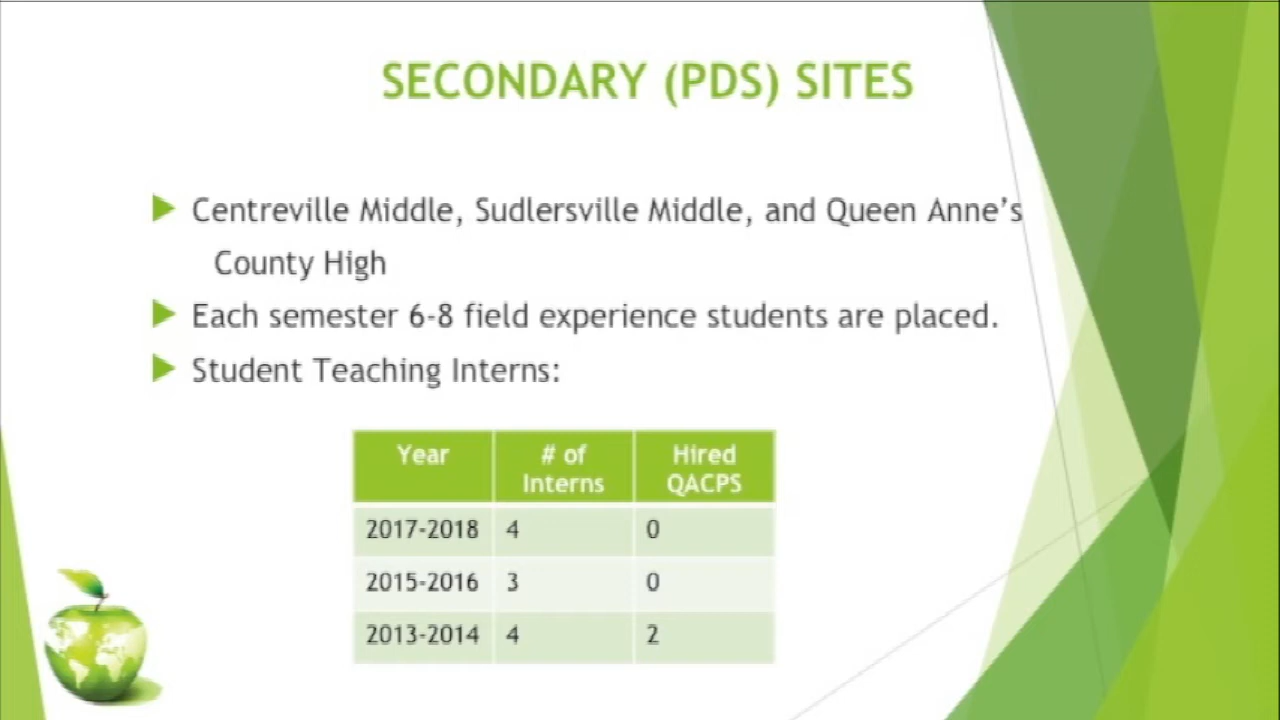 SECONDARY (PDS) SITES
Centreville Middle, Sudlersville Middle, and Queen Anne's
County High
Each semester 6-8 field experience students are placed.
Student Teaching Interns:
Year # of Interns Hired QACPS
2017-2018 4 0
2015-2016 3 0
2013-2014 4 2